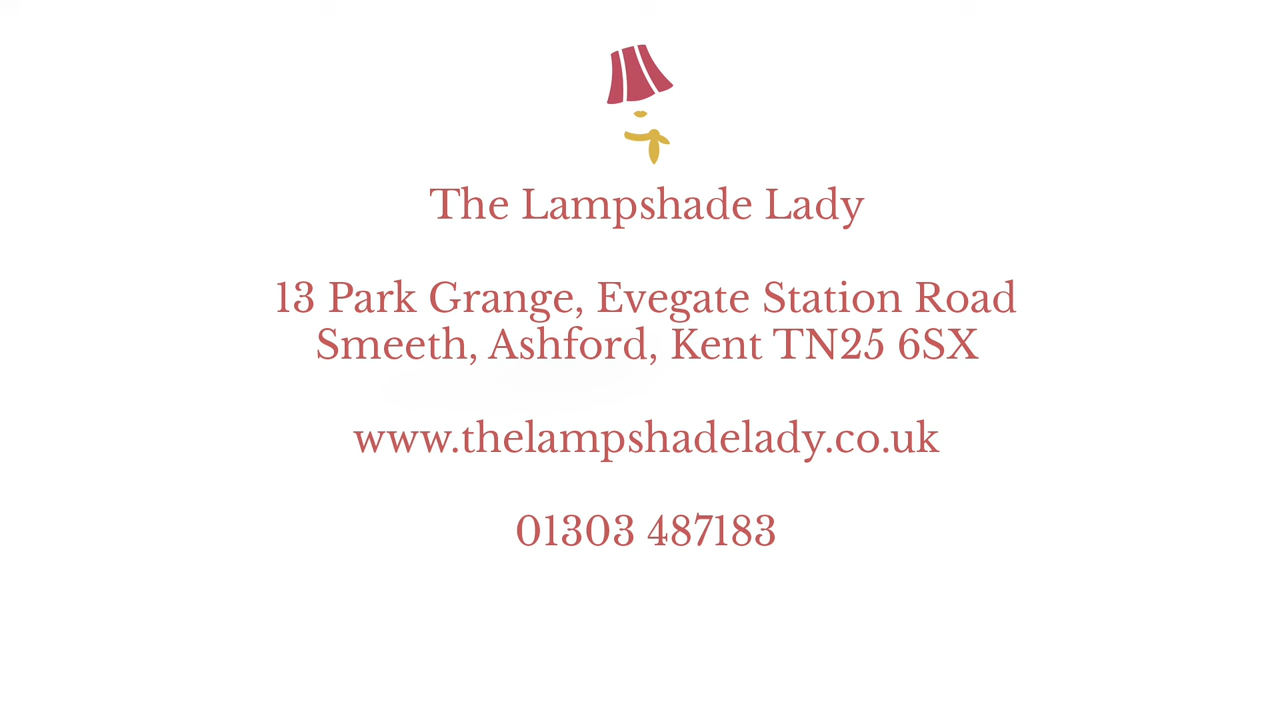 The Lampshade Lady
13 Park Grange, Evegate Station Road
Smeeth, Ashford, Kent TN25 6SX
www.thelampshadelady.co.uk
01303 487183